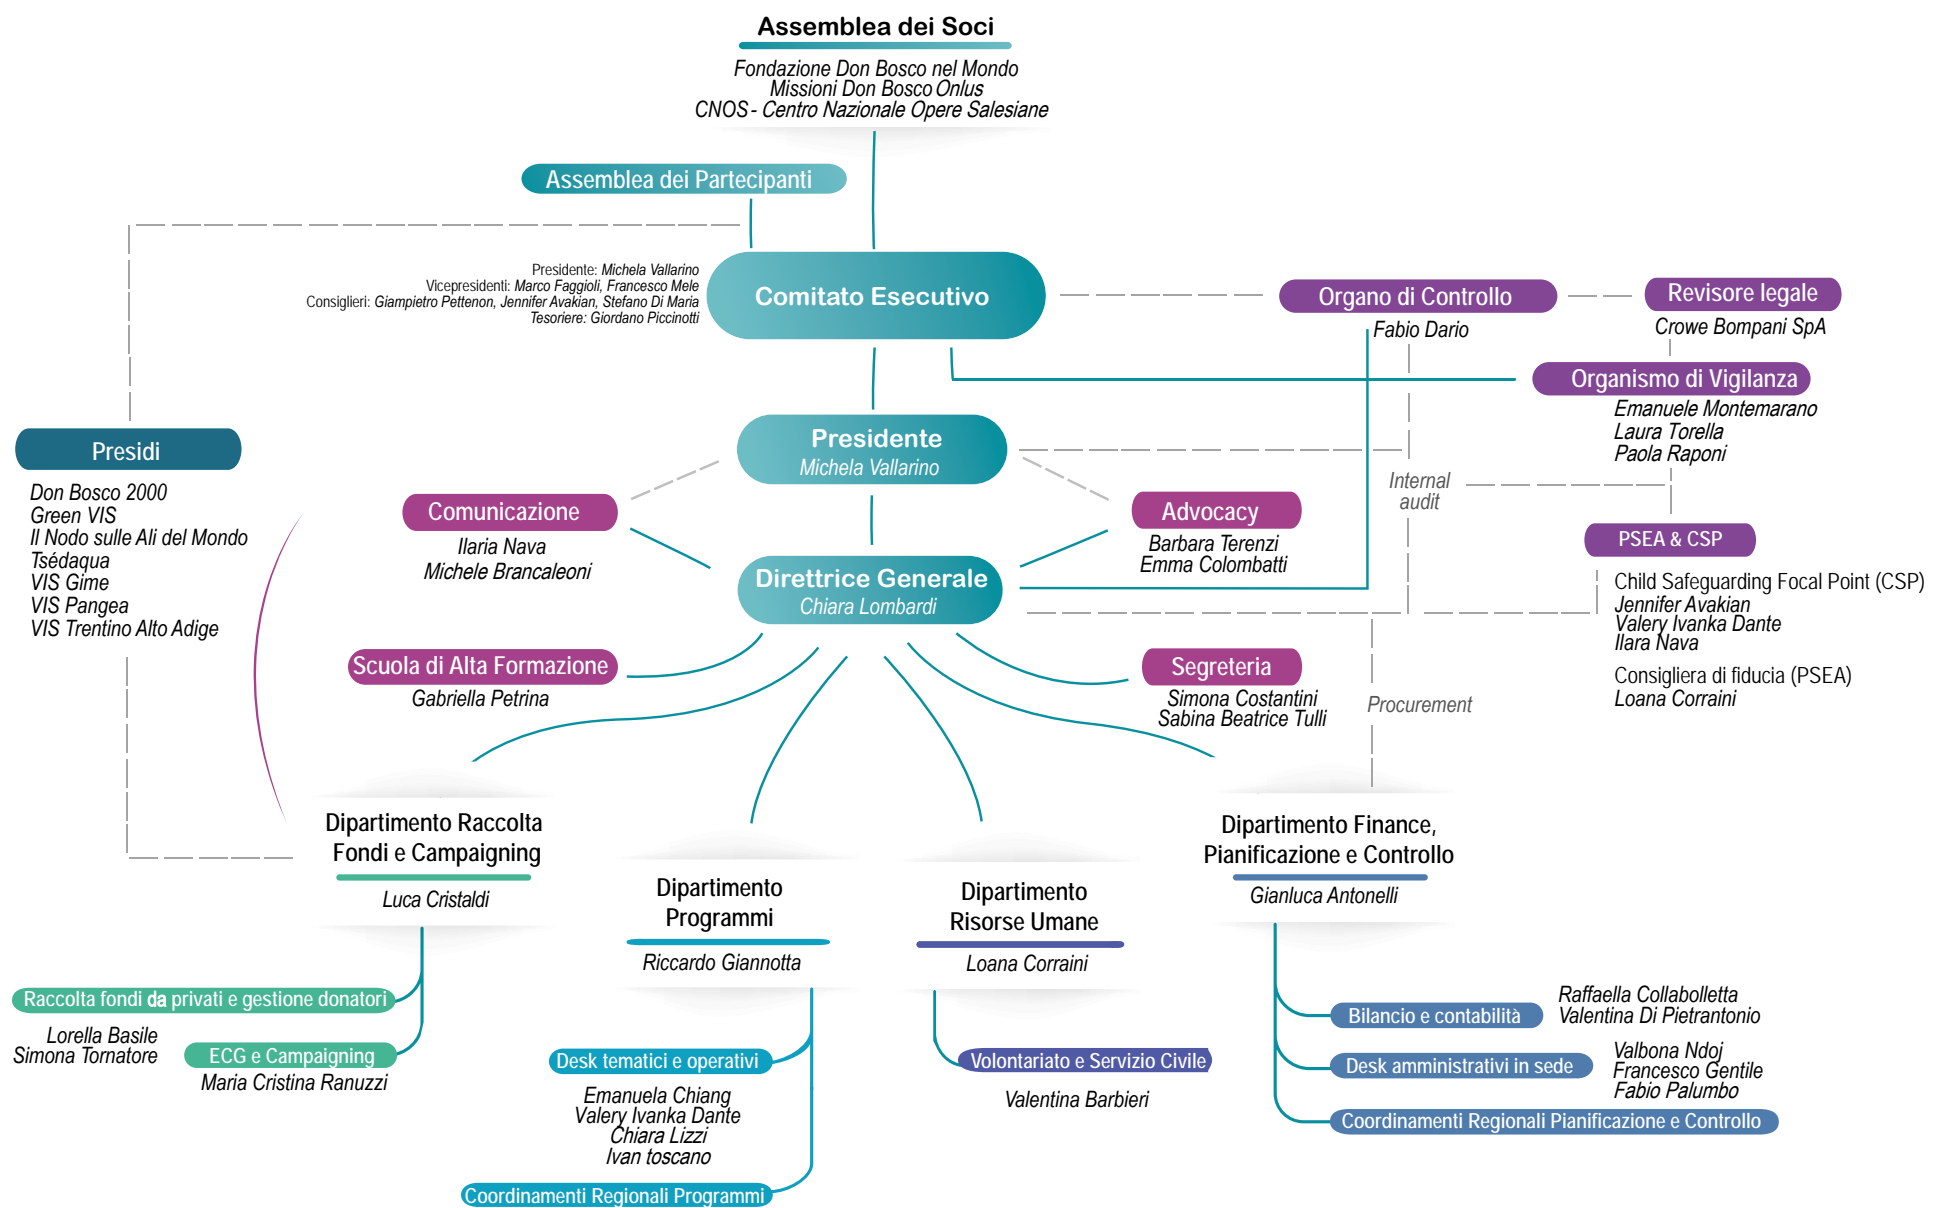 Assemblea dei Soci
Fondazione Don Bosco nel Mondo
Missioni Don Bosco Onlus
CNOS - Centro Nazionale Opere Salesiane
Assemblea dei Partecipanti
Presidente: Michela Vallarino
Vicepresidenti: Marco Faggioli, Francesco Mele
Consiglieri: Giampietro Pettenon, Jennifer Avakian, Stefano Di Maria
Tesoriere: Giordano Piccinotti
Comitato Esecutivo
Organo di Controllo
Fabio Dario
Revisore legale
Crowe Bompani SpA
Organismo di Vigilanza
Emanuele Montemarano
Laura Torella
Paola Raponi
Presidi
Don Bosco 2000
Green VIS
Il Nodo sulle Ali del Mondo
Tsédaqua
VIS Gime
VIS Pangea
VIS Trentino Alto Adige
Presidente
Michela Vallarino
Comunicazione
Ilaria Nava
Michele Brancaleoni
Advocacy
Barbara Terenzi
Emma Colombatti
Internal
audit
PSEA & CSP
Child Safeguarding Focal Point (CSP)
Jennifer Avakian
Valery Ivanka Dante
Ilara Nava
Consigliera di fiducia (PSEA)
Loana Corraini
Direttrice Generale
Chiara Lombardi
Scuola di Alta Formazione
Gabriella Petrina
Segreteria
Simona Costantini
Sabina Beatrice Tulli
Procurement
Dipartimento Raccolta
Fondi e Campaigning
Luca Cristaldi
Raccolta fondi da privati e gestione donatori
Lorella Basile
Simona Tornatore
ECG e Campaigning
Maria Cristina Ranuzzi
Dipartimento
Programmi
Riccardo Giannotta
Desk tematici e operativi
Emanuela Chiang
Valery Ivanka Dante
Chiara Lizzi
Ivan toscano
Coordinamenti Regionali Programmi
Dipartimento
Risorse Umane
Loana Corraini
Volontariato e Servizio Civile
Valentina Barbieri
Dipartimento Finance,
Pianificazione e Controllo
Gianluca Antonelli
Bilancio e contabilità
Raffaella Collabolletta
Valentina Di Pietrantonio
Desk amministrativi in sede
Valbona Ndoj
Francesco Gentile
Fabio Palumbo
Coordinamenti Regionali Pianificazione e Controllo